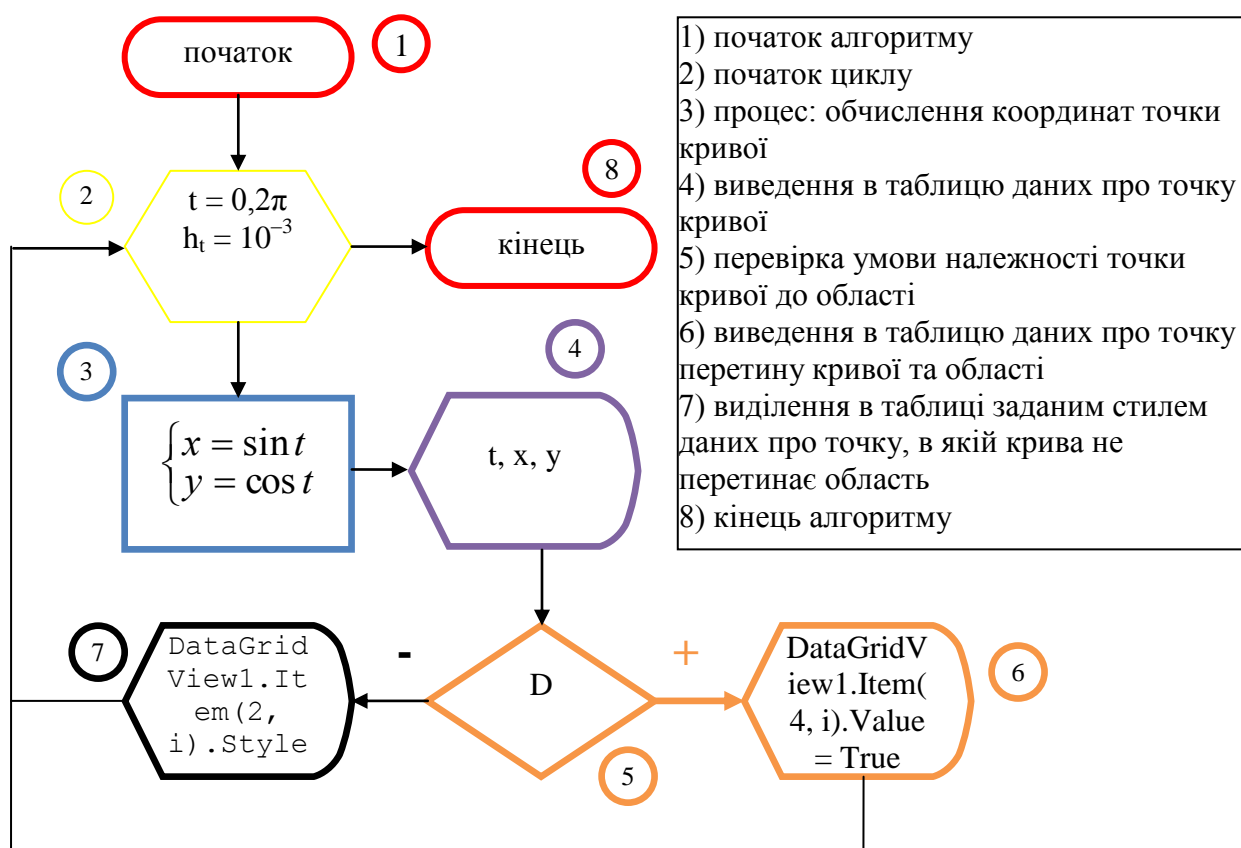 початок
1
2
t = 0,2π
hₜ = 10⁻³
8
кінець
3
{x = sin t
y = cos t
4
t, x, y
7
DataGrid
View1.It
em(2,
i).Style
-
D
+
5
DataGridV
iew1.Item(
4, i).Value
= True
6
1) початок алгоритму
2) початок циклу
3) процес: обчислення координат точки
кривої
4) виведення в таблицю даних про точку
кривої
5) перевірка умови належності точки
кривої до області
6) виведення в таблицю даних про точку
перетину кривої та області
7) виділення в таблиці заданим стилем
даних про точку, в якій крива не
перетинає область
8) кінець алгоритму